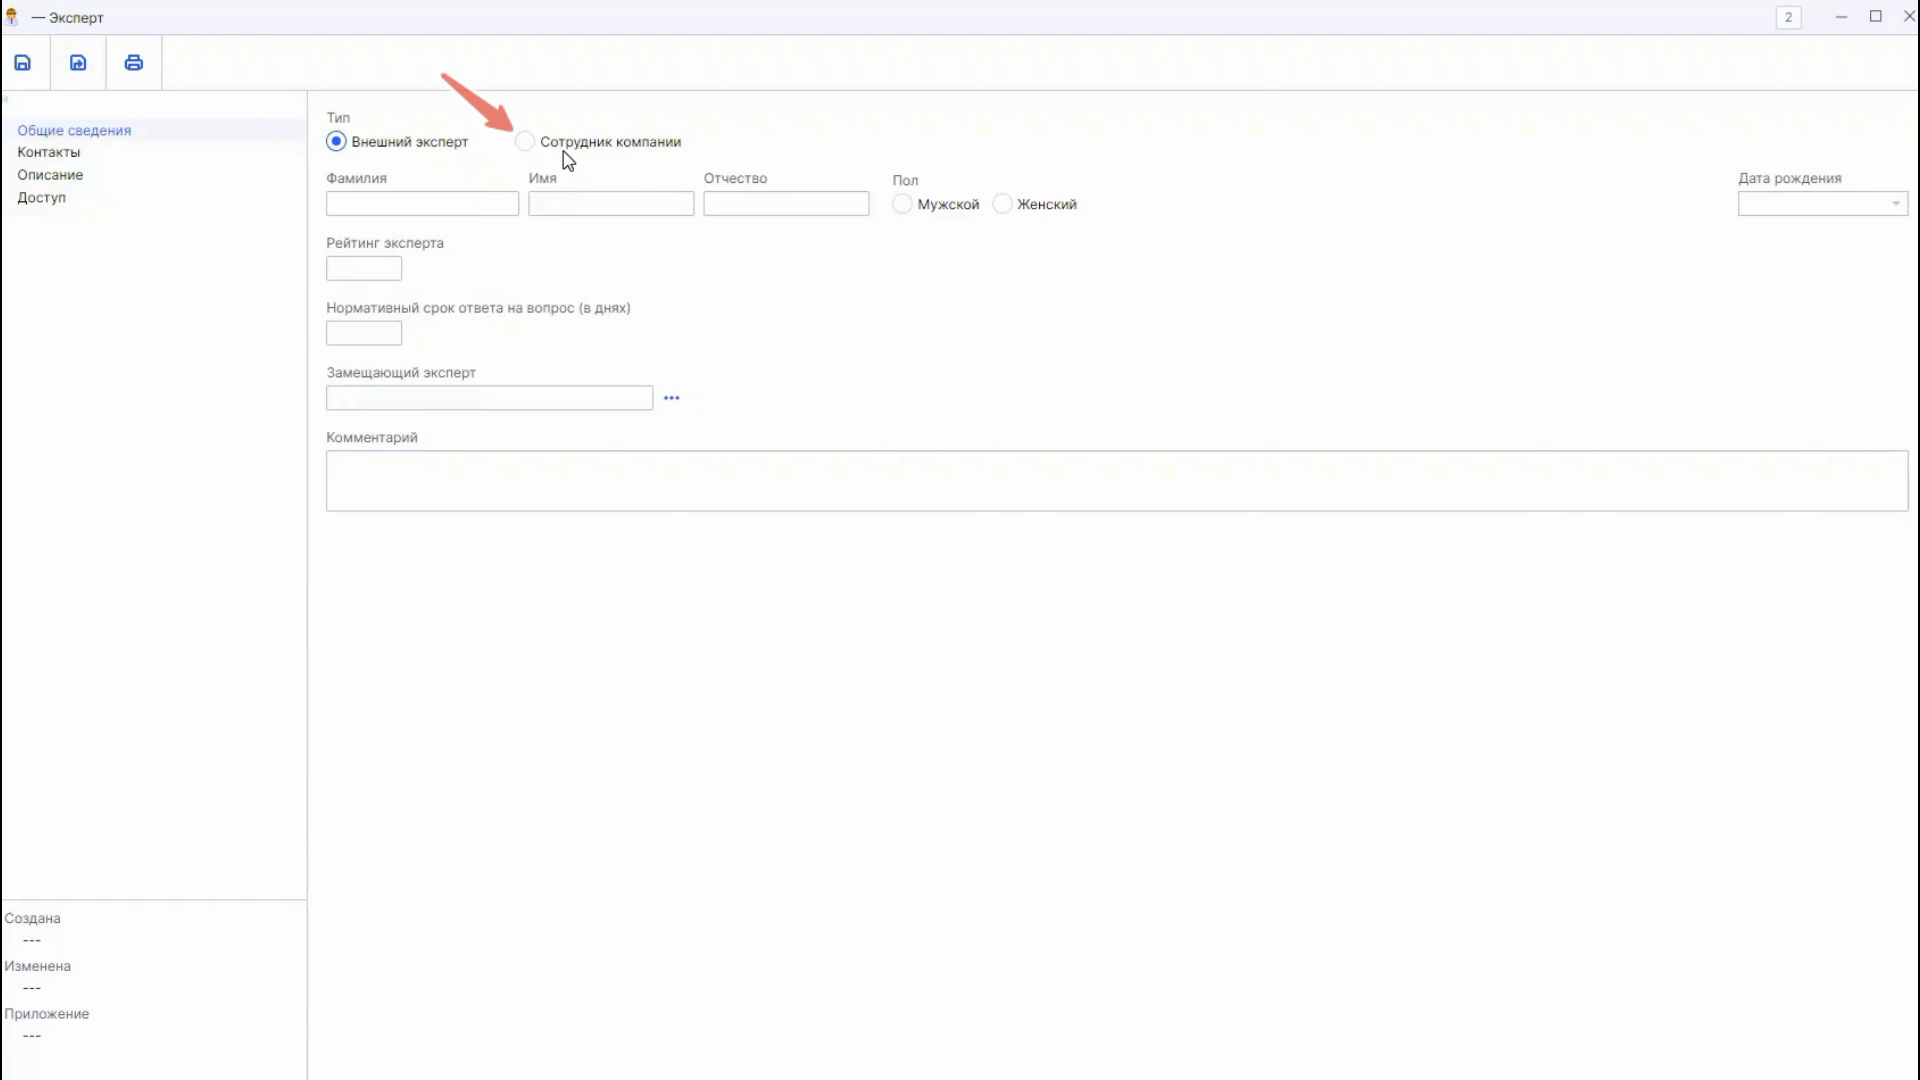 — Эксперт
2
Общие сведения
Контакты
Описание
Доступ
Тип
Внешний эксперт
Сотрудник компании
Фамилия
Имя
Отчество
Пол
Дата рождения
Мужской
Женский
Рейтинг эксперта
Нормативный срок ответа на вопрос (в днях)
Замещающий эксперт
Комментарий
Создана
---
Изменена
---
Приложение
---